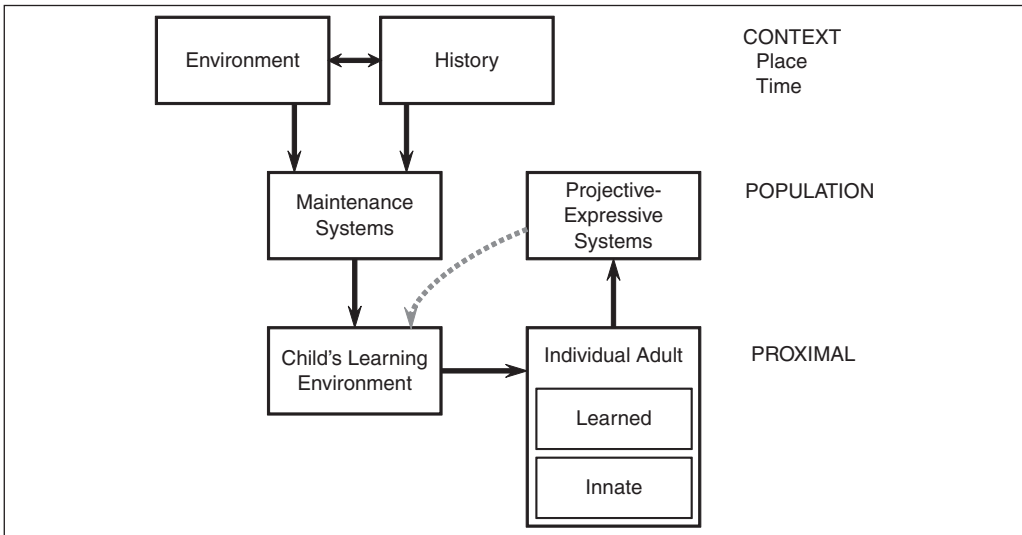 Environment
History
CONTEXT
Place
Time
Maintenance
Systems
Projective-
Expressive
Systems
POPULATION
Child’s Learning
Environment
Individual Adult
PROXIMAL
Learned
Innate